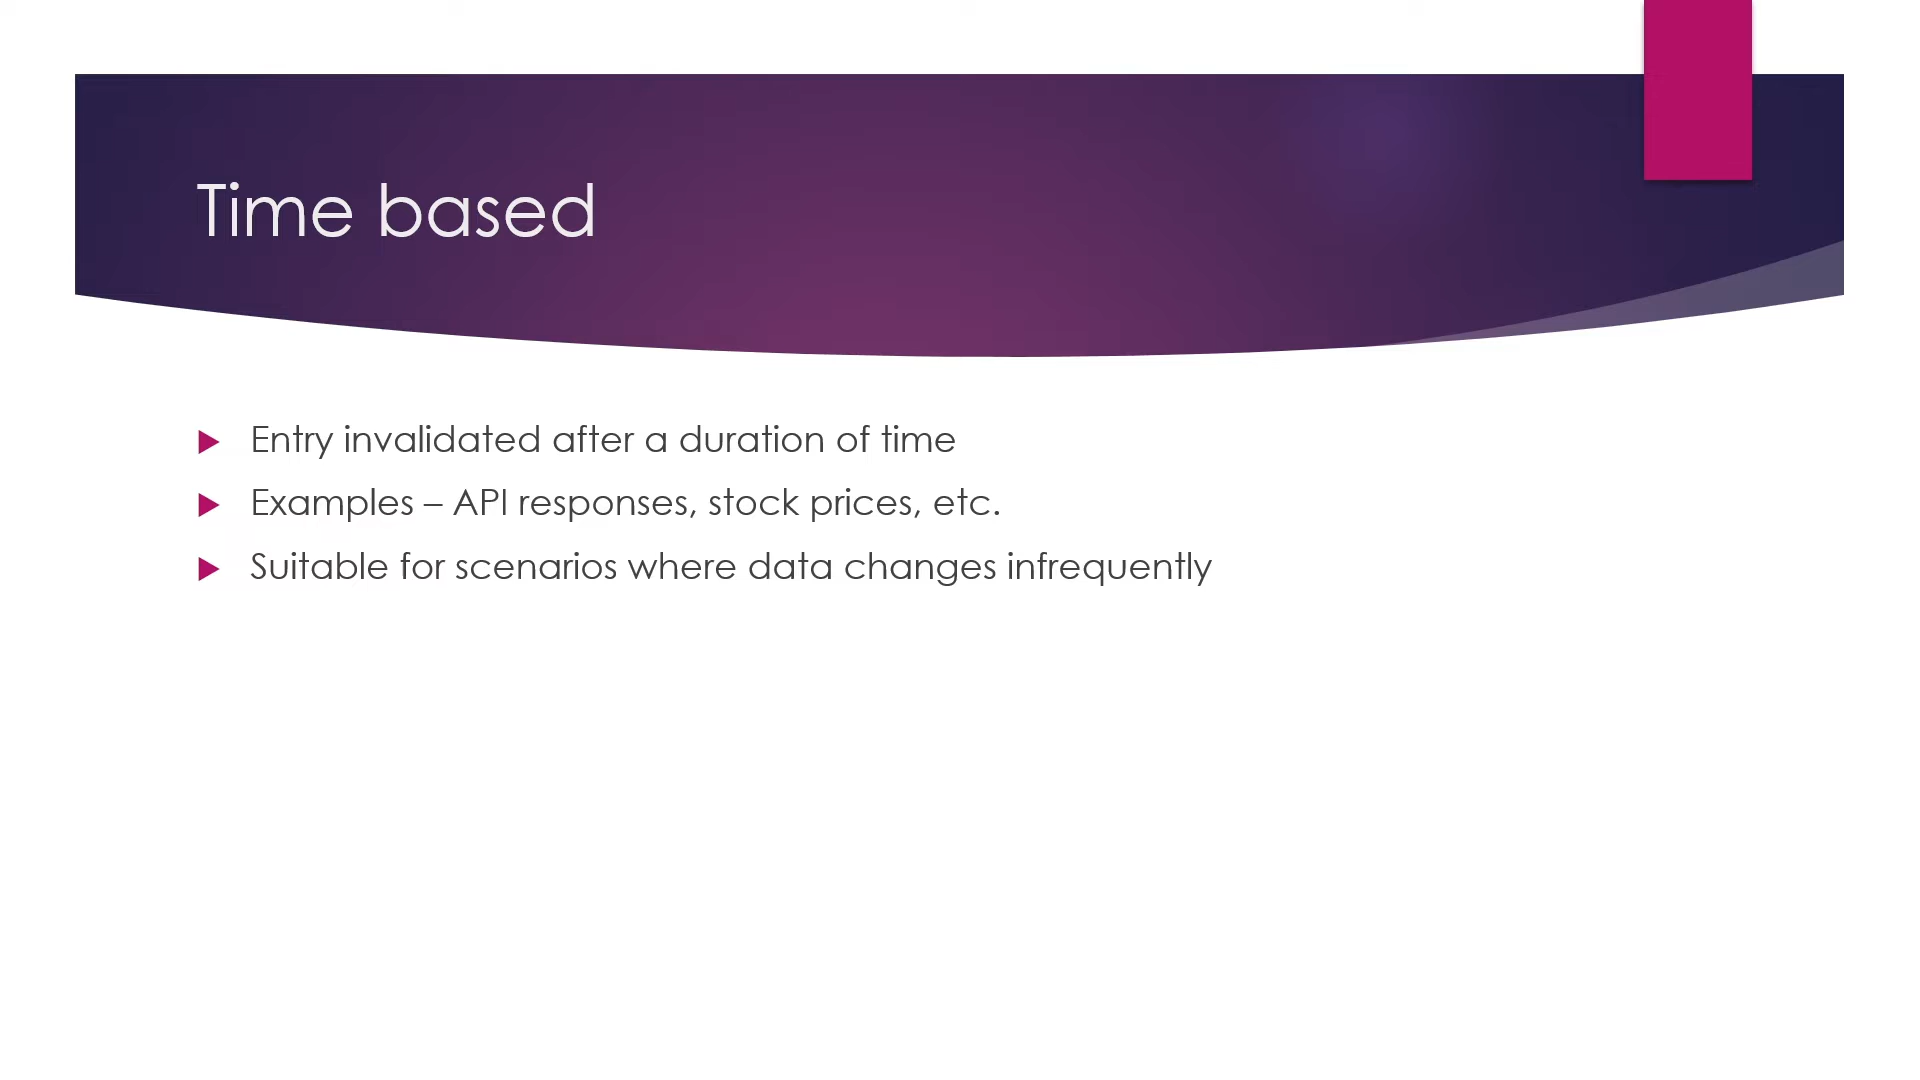 Time based
Entry invalidated after a duration of time
Examples – API responses, stock prices, etc.
Suitable for scenarios where data changes infrequently